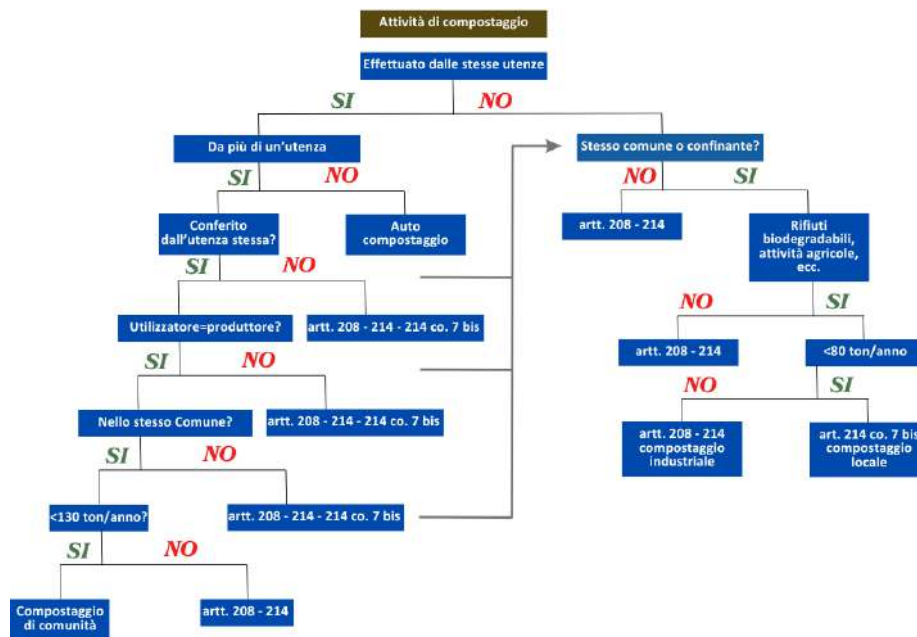 Attività di compostaggio
Effettuato dalle stesse utenze
SI
NO
Da più di un'utenza
Stesso comune o confinante?
SI
NO
NO
SI
Conferito
dall'utenza stessa?
Auto
compostaggio
artt. 208 - 214
Rifiuti
biodegradabili,
attività agricole,
ecc.
SI
NO
Utilizzatore=produttore?
artt. 208 - 214 - 214 co. 7 bis
NO
SI
artt. 208 - 214
<80 ton/anno
SI
NO
NO
SI
Nello stesso Comune?
artt. 208 - 214 - 214 co. 7 bis
artt. 208 - 214
compostaggio
industriale
art. 214 co. 7 bis
compostaggio
locale
SI
NO
<130 ton/anno?
artt. 208 - 214 - 214 co. 7 bis
SI
NO
Compostaggio
di comunità
artt. 208 - 214